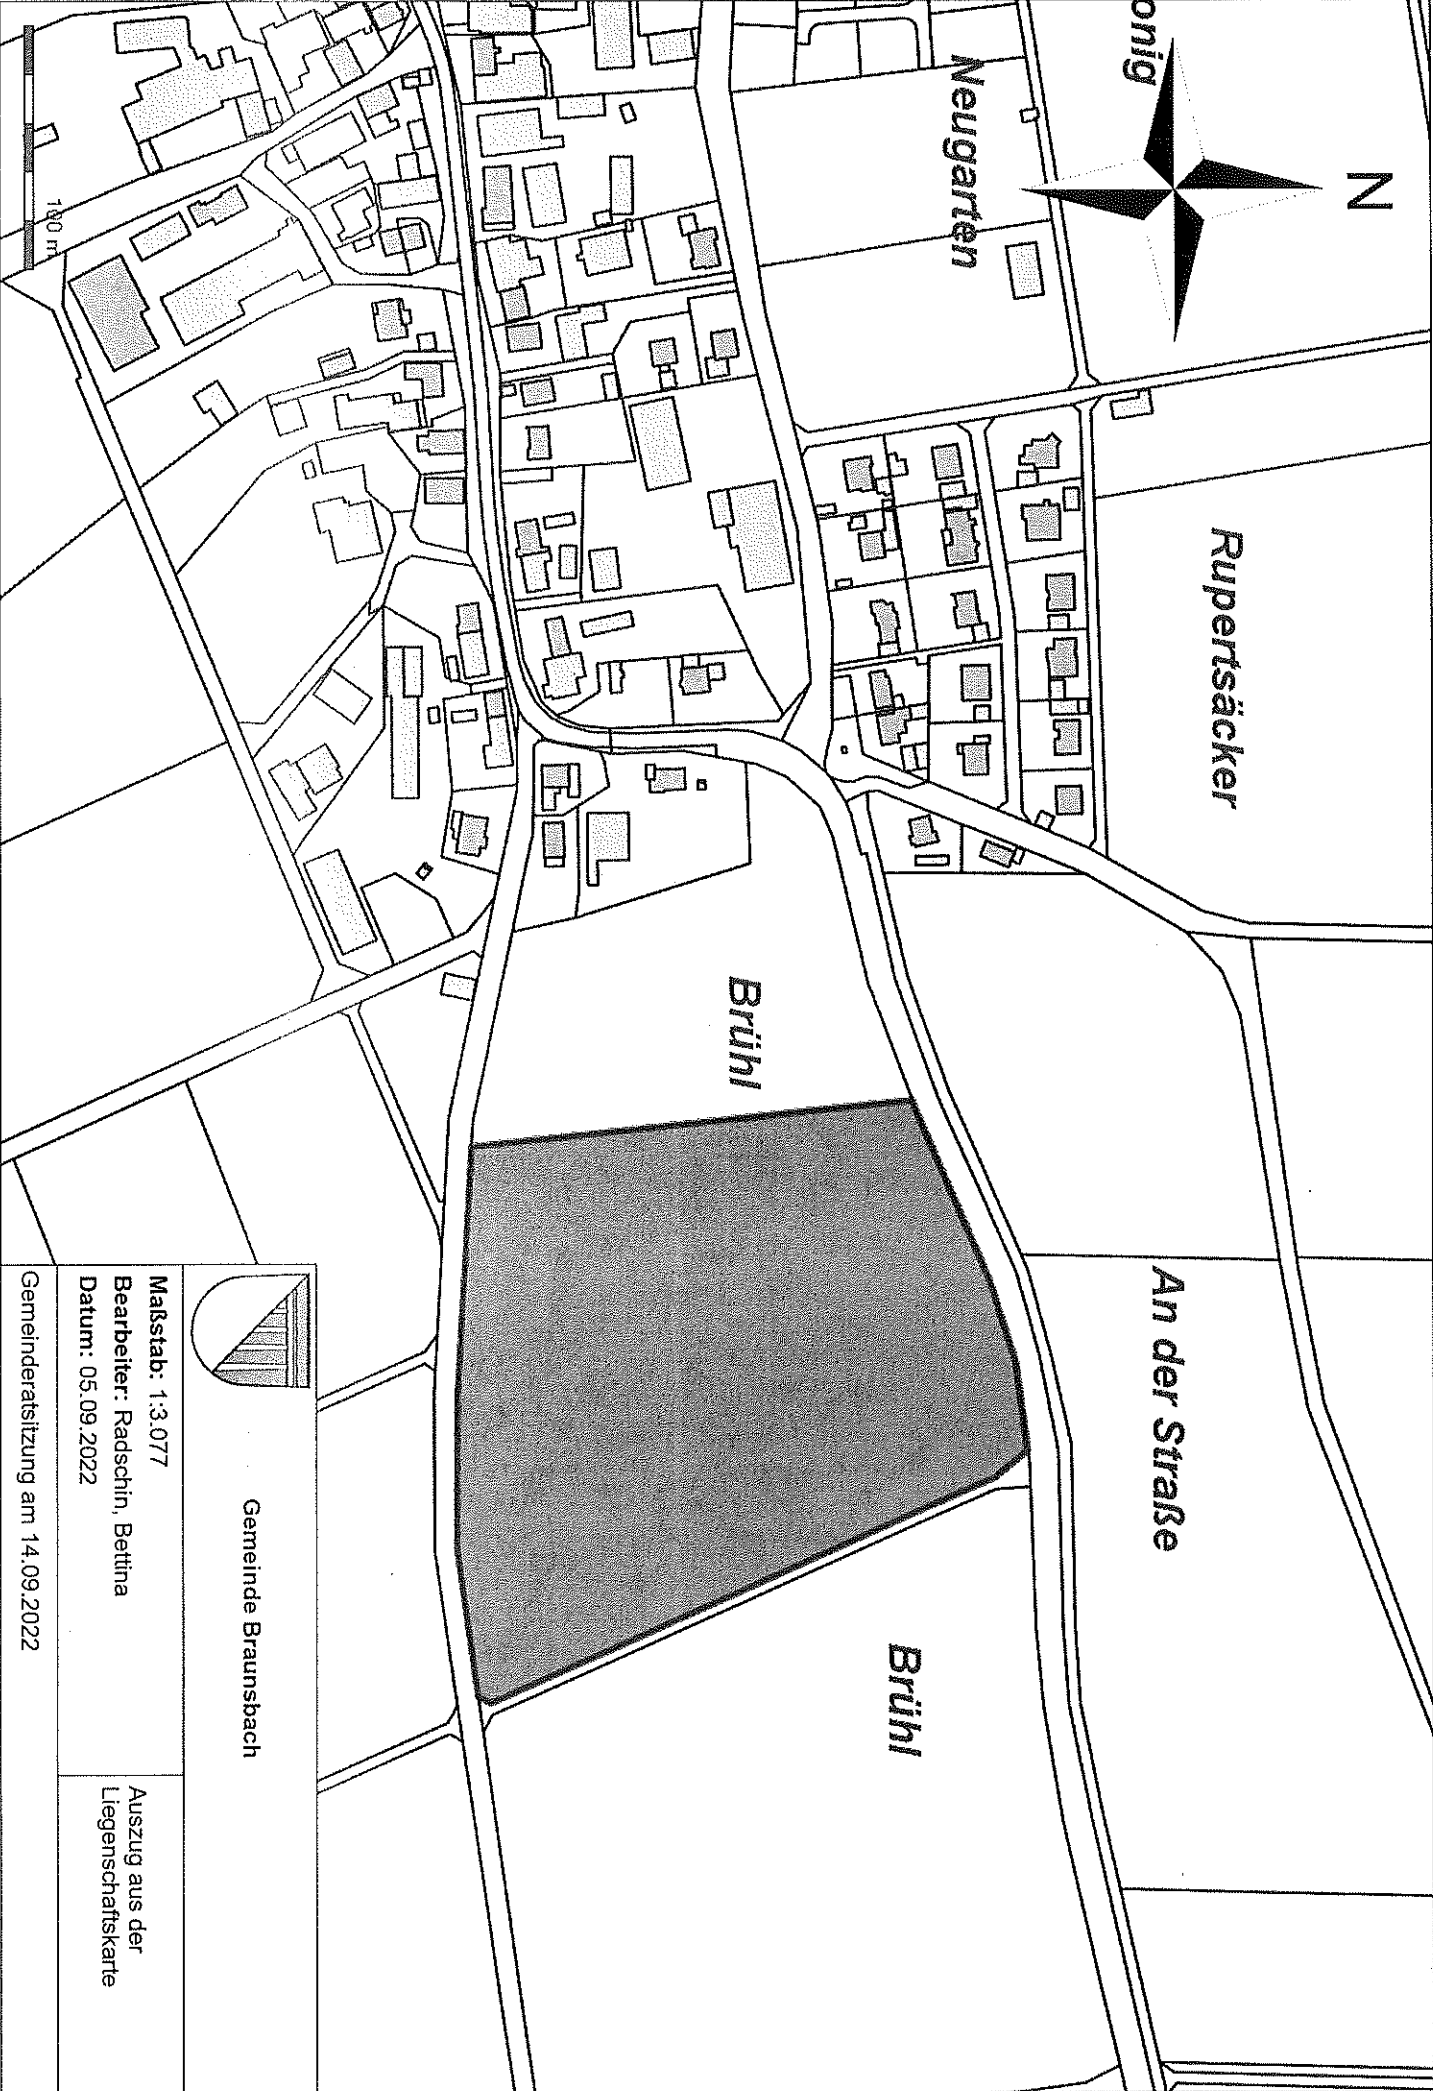 N
onig
Neugarten
Rupertsäcker
Brühl
An der Straße
Brühl
100 m
Gemeinde Braunsbach
Maßstab: 1:3.077
Bearbeiter: Radschin, Bettina
Datum: 05.09.2022
Auszug aus der
Liegenschaftskarte
Gemeinderatsitzung am 14.09.2022